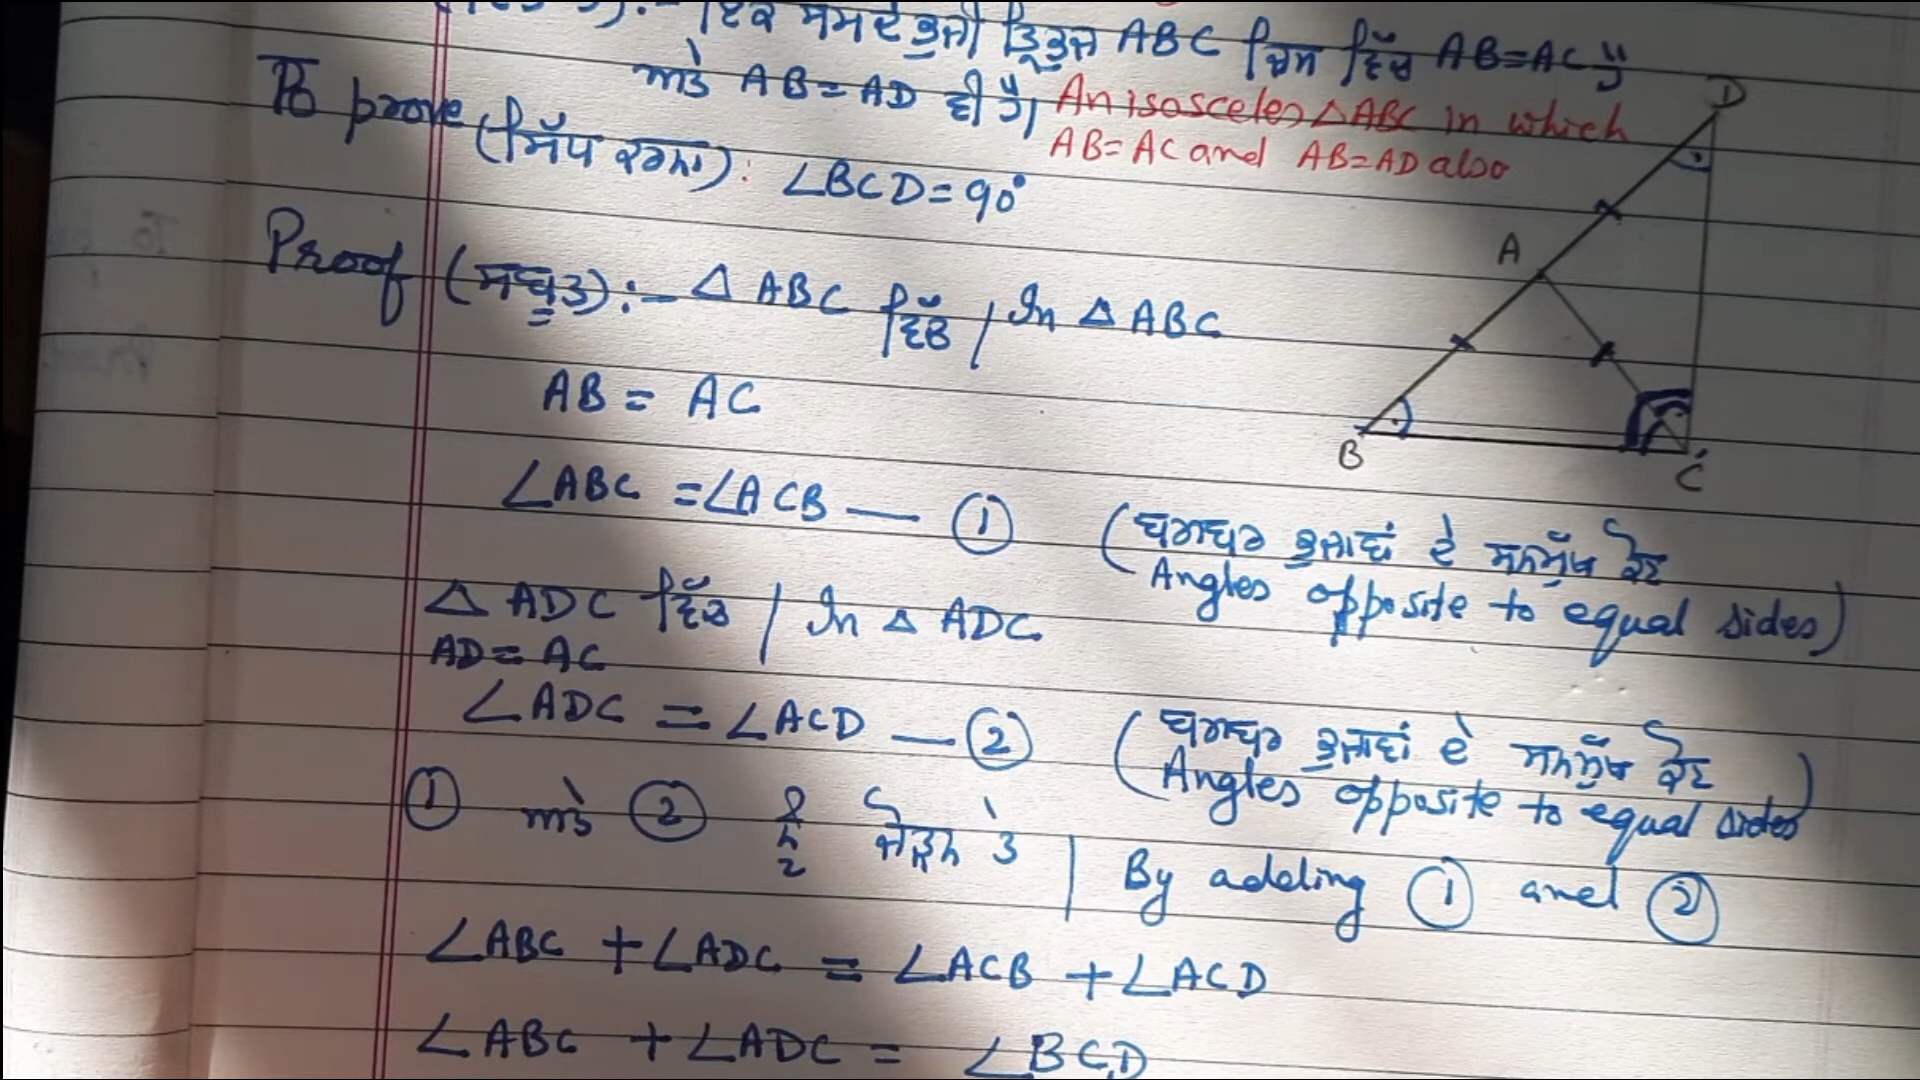 ਇਕ ਸਮਦੋਭੁਜੀ ਤ੍ਰਿਭੁਜ ABC ਜਿਸ ਵਿੱਚ AB=AC ਹੈ
ਅਤੇ AB=AD ਵੀ ਹੈ। An isosceles △ABC in which
AB=AC and AB=AD also
To prove (ਸਿੱਧ ਕਰਨਾ): ∠BCD=90°
Proof (ਸਬੂਤ):- △ABC ਵਿੱਚ / In △ABC
AB = AC
∠ABC = ∠ACB — ① (ਬਰਾਬਰ ਭੁਜਾਵਾਂ ਦੇ ਸਨਮੁੱਖ ਕੋਣ
Angles opposite to equal sides)
△ADC ਵਿੱਚ / In △ADC
AD = AC
∠ADC = ∠ACD — ② (ਬਰਾਬਰ ਭੁਜਾਵਾਂ ਦੇ ਸਨਮੁੱਖ ਕੋਣ)
Angles opposite to equal sides
① ਅਤੇ ② ਨੂੰ ਜੋੜਨ ਤੇ | By adding ① and ②
∠ABC + ∠ADC = ∠ACB + ∠ACD
∠ABC + ∠ADC = ∠BCD
D
A
B
C